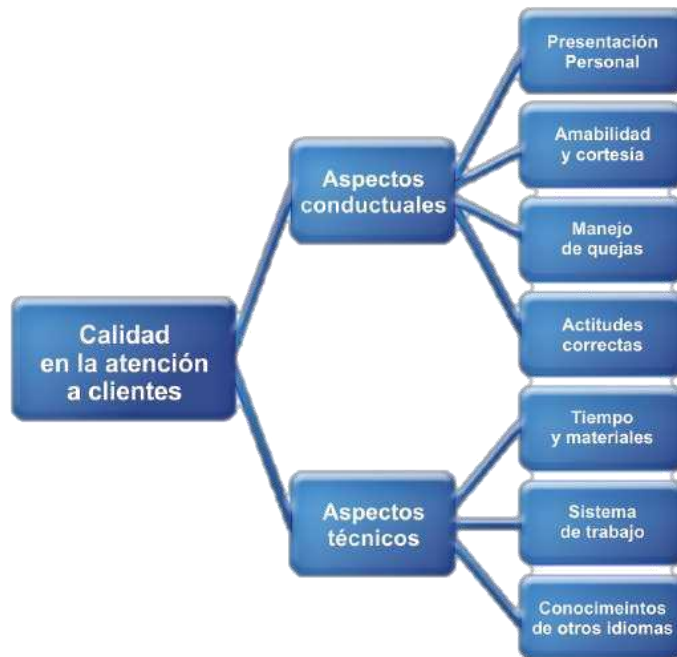 Calidad
en la atención
a clientes
Aspectos
conductuales
Presentación
Personal
Amabilidad
y cortesía
Manejo
de quejas
Actitudes
correctas
Aspectos
técnicos
Tiempo
y materiales
Sistema
de trabajo
Conocimeintos
de otros idiomas